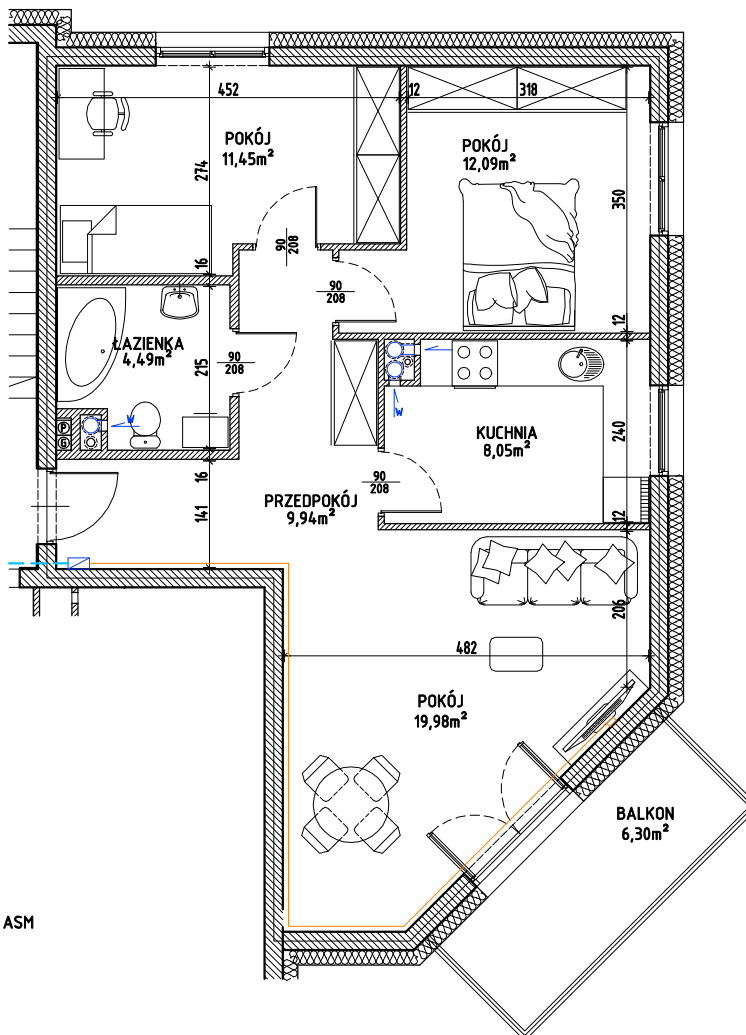 452
12
318
POKÓJ
11,45m²
POKÓJ
12,09m²
274
350
90
208
16
90
208
12
ŁAZIENKA
4,49m²
215
90
208
W
W
P
G
KUCHNIA
8,05m²
240
16
90
208
PRZEDPOKÓJ
9,94m²
141
12
206
482
POKÓJ
19,98m²
BALKON
6,30m²
ASM